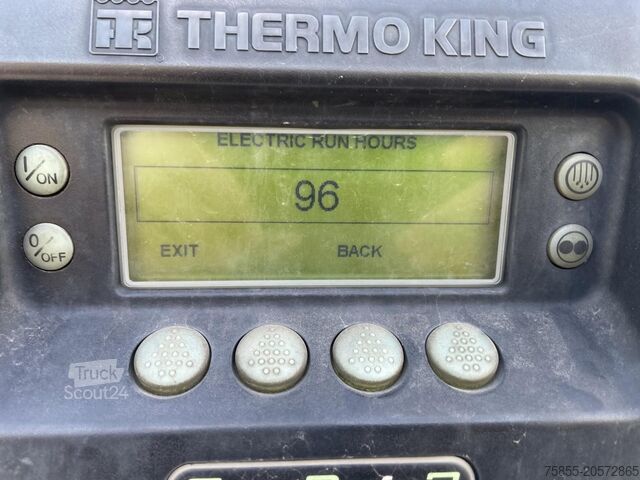 THERMO KING
ELECTRIC RUN HOURS
I/ON
96
0/OFF
EXIT BACK
Truck
Scout24
75855-20572865